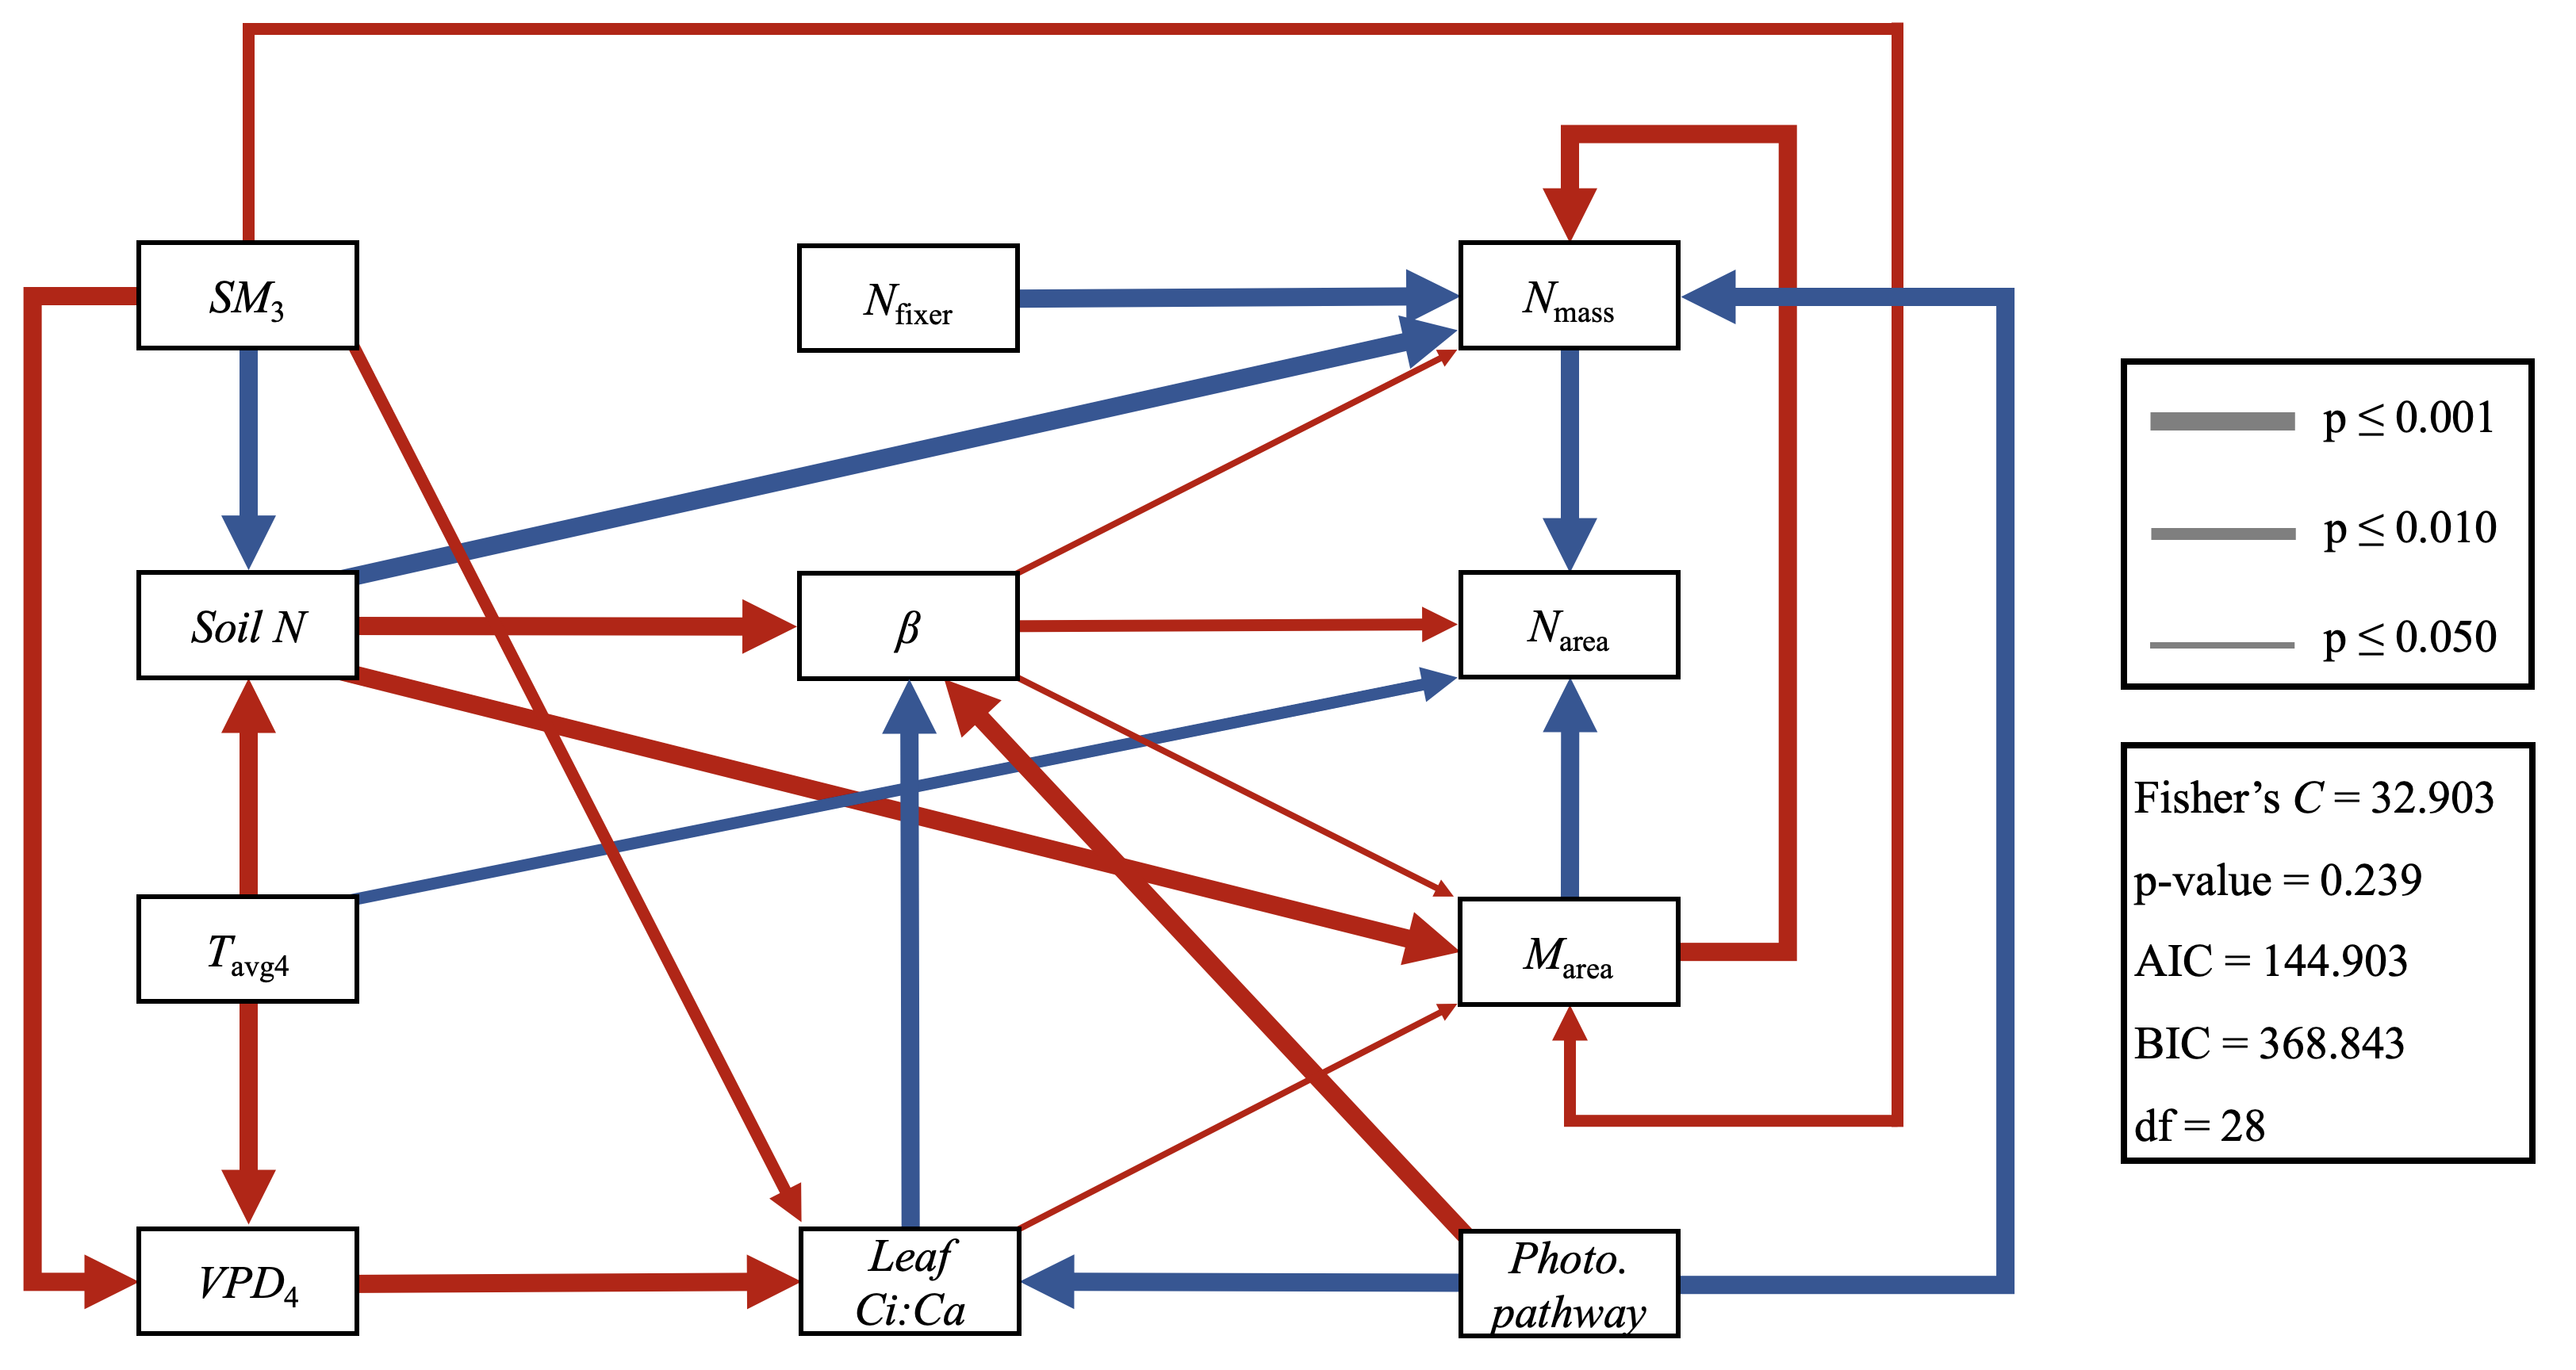 SM3
Nfixer
Nmass
Soil N
β
Narea
Tavg4
Marea
VPD4
Leaf
Ci:Ca
Photo.
pathway
p ≤ 0.001
p ≤ 0.010
p ≤ 0.050
Fisher’s C = 32.903
p-value = 0.239
AIC = 144.903
BIC = 368.843
df = 28